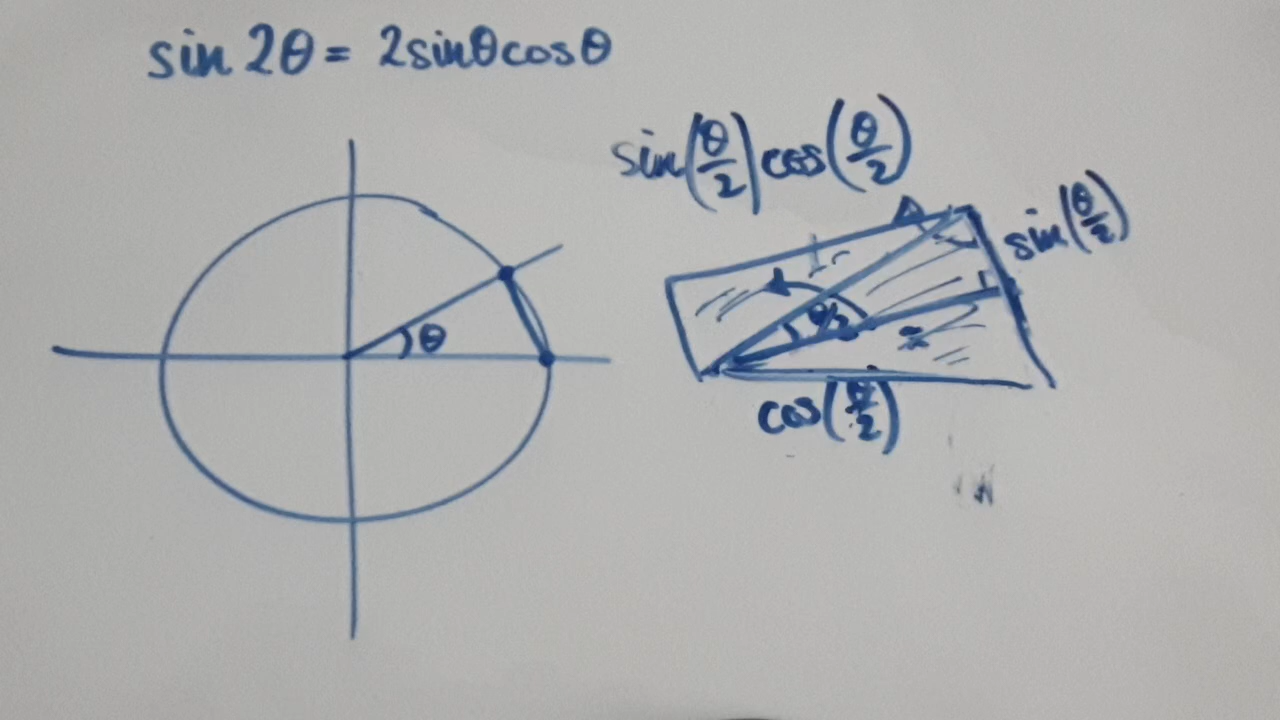 sin 2θ = 2sinθcosθ
sin(θ/2)cos(θ/2)
sin(θ/2)
θ
θ/2
cos(θ/2)